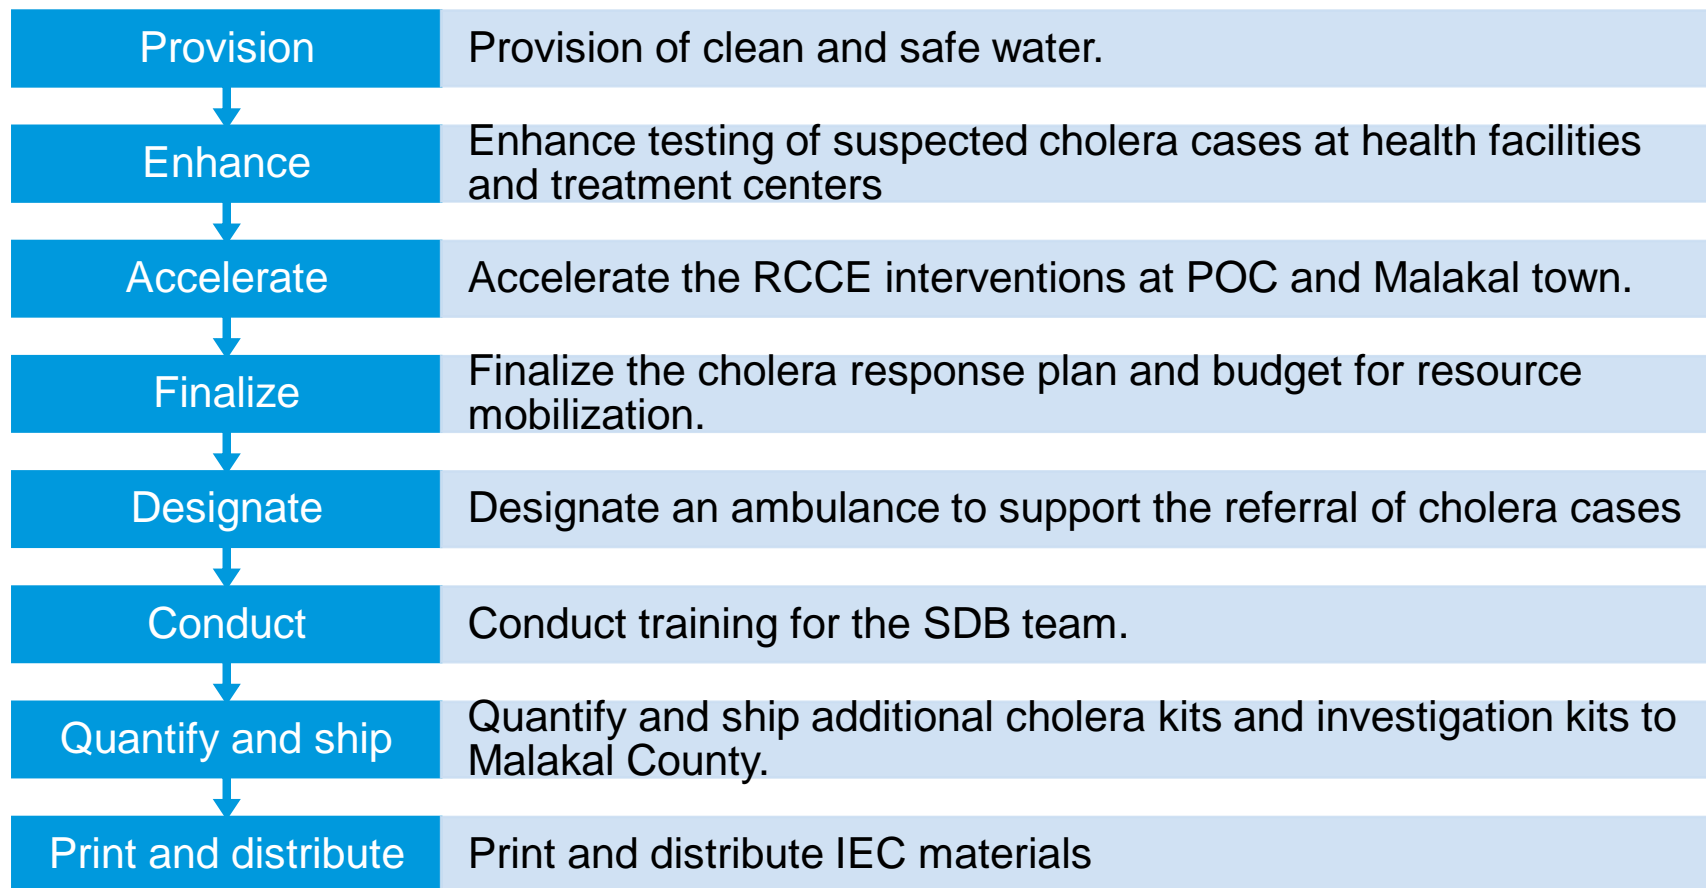 Provision
Provision of clean and safe water.
Enhance
Enhance testing of suspected cholera cases at health facilities
and treatment centers
Accelerate
Accelerate the RCCE interventions at POC and Malakal town.
Finalize
Finalize the cholera response plan and budget for resource
mobilization.
Designate
Designate an ambulance to support the referral of cholera cases
Conduct
Conduct training for the SDB team.
Quantify and ship
Quantify and ship additional cholera kits and investigation kits to
Malakal County.
Print and distribute
Print and distribute IEC materials